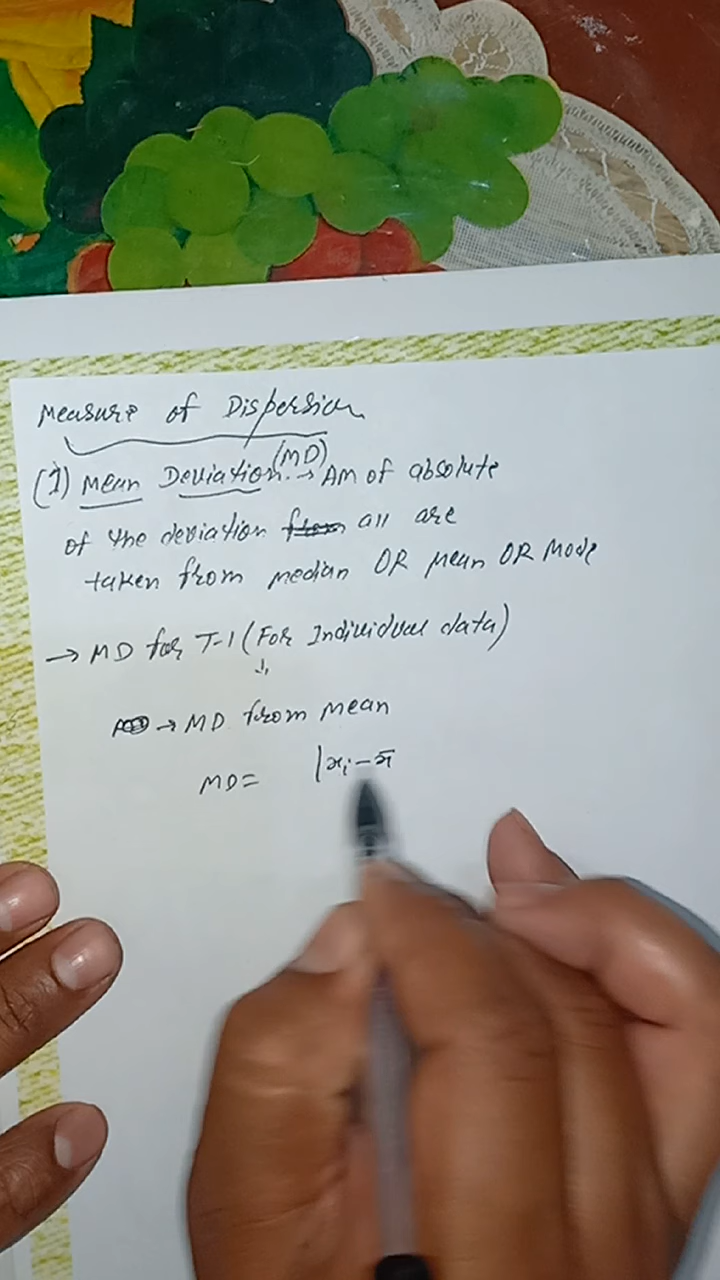 Measure of Dispersion
(1) Mean Deviation. (MD) → AM of absolute
of the deviation all are
taken from median OR Mean OR Mode
→ MD for T-1 (For Individual data)
↓
→ MD from Mean
MD = |xᵢ - x̄